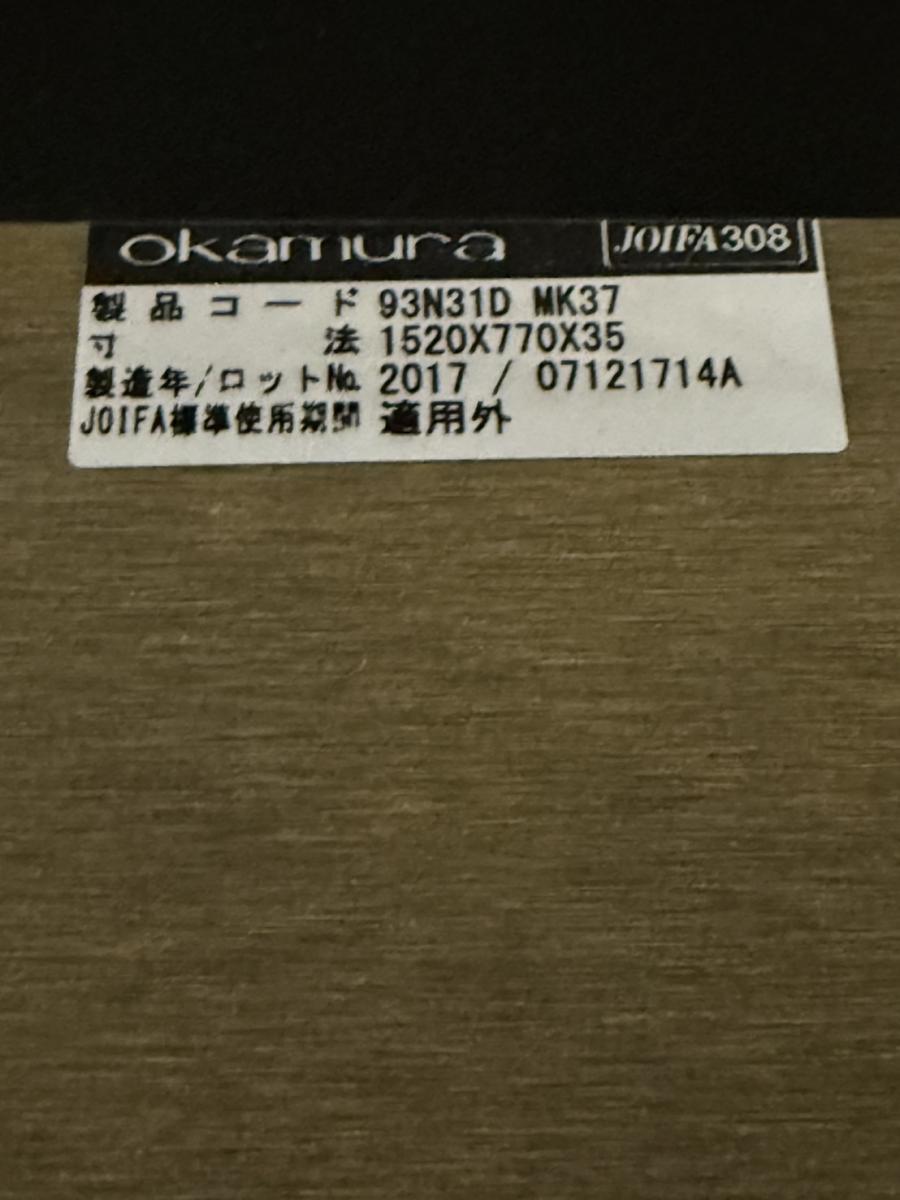 okamura JOIFA308
製品コード 93N31D MK37
寸法 1520X770X35
製造年/ロットNo. 2017 / 07121714A
JOIFA標準使用期間 適用外